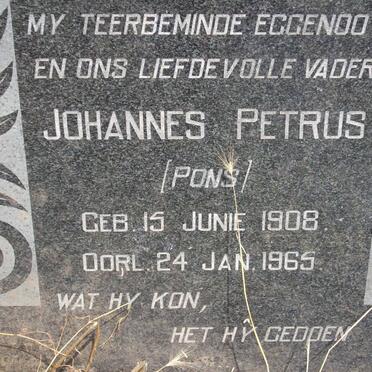 MY TEERBEMINDE EGGENOO
EN ONS LIEFDEVOLLE VADER
JOHANNES PETRUS
(PONS)
GEB. 15 JUNIE 1908
OORL. 24 JAN. 1965
WAT HY KON,
HET HY GEDOEN